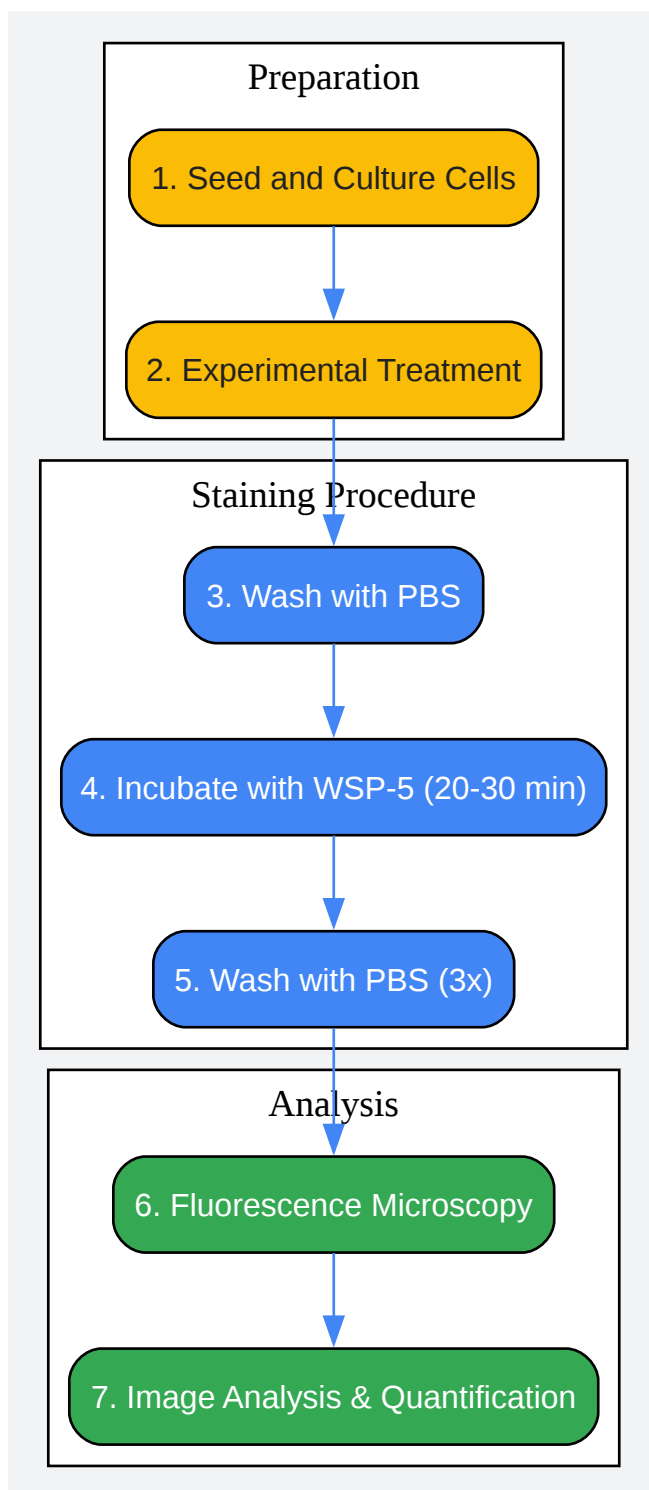 Preparation
1. Seed and Culture Cells
2. Experimental Treatment
Staining Procedure
3. Wash with PBS
4. Incubate with WSP-5 (20-30 min)
5. Wash with PBS (3x)
Analysis
6. Fluorescence Microscopy
7. Image Analysis & Quantification